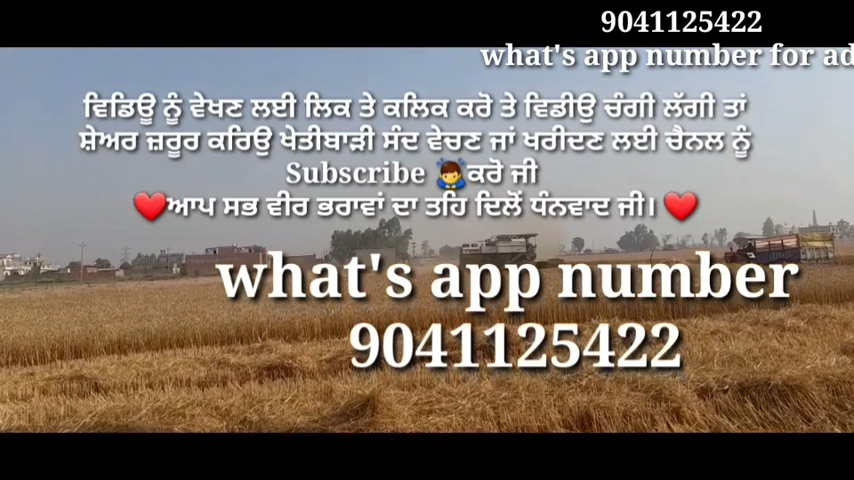 9041125422
what's app number for ad
ਵਿਡਿਊ ਨੂੰ ਵੇਖਣ ਲਈ ਲਿਕ ਤੇ ਕਲਿਕ ਕਰੋ ਤੇ ਵਿਡੀਉ ਚੰਗੀ ਲੱਗੀ ਤਾਂ
ਸ਼ੇਅਰ ਜ਼ਰੂਰ ਕਰਿਉ ਖੇਤੀਬਾੜੀ ਸੰਦ ਵੇਚਣ ਜਾਂ ਖਰੀਦਣ ਲਈ ਚੈਨਲ ਨੂੰ
Subscribe 🙇‍♂️ਕਰੋ ਜੀ
❤️ਆਪ ਸਭ ਵੀਰ ਭਰਾਵਾਂ ਦਾ ਤਹਿ ਦਿਲੋਂ ਧੰਨਵਾਦ ਜੀ। ❤️
what's app number
9041125422